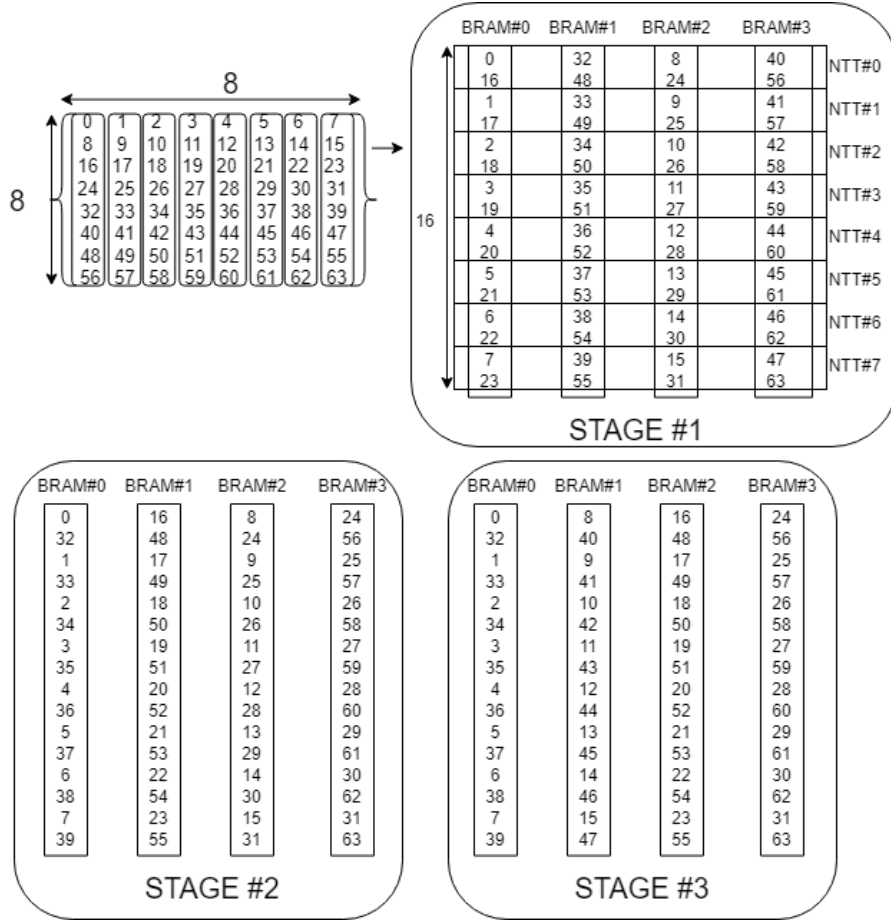 8
8
0 1 2 3 4 5 6 7
8 9 10 11 12 13 14 15
16 17 18 19 20 21 22 23
24 25 26 27 28 29 30 31
32 33 34 35 36 37 38 39
40 41 42 43 44 45 46 47
48 49 50 51 52 53 54 55
56 57 58 59 60 61 62 63
BRAM#0 BRAM#1 BRAM#2 BRAM#3
16
0 32 8 40
NTT#0
16 48 24 56
1 33 9 41
NTT#1
17 49 25 57
2 34 10 42
NTT#2
18 50 26 58
3 35 11 43
NTT#3
19 51 27 59
4 36 12 44
NTT#4
20 52 28 60
5 37 13 45
NTT#5
21 53 29 61
6 38 14 46
NTT#6
22 54 30 62
7 39 15 47
NTT#7
23 55 31 63
STAGE #1
BRAM#0 BRAM#1 BRAM#2 BRAM#3
0 16 8 24
32 48 24 56
1 17 9 25
33 49 25 57
2 18 10 26
34 50 26 58
3 19 11 27
35 51 27 59
4 20 12 28
36 52 28 60
5 21 13 29
37 53 29 61
6 22 14 30
38 54 30 62
7 23 15 31
39 55 31 63
STAGE #2
BRAM#0 BRAM#1 BRAM#2 BRAM#3
0 8 16 24
32 40 48 56
1 9 17 25
33 41 49 57
2 10 18 26
34 42 50 58
3 11 19 27
35 43 51 59
4 12 20 28
36 44 52 60
5 13 21 29
37 45 53 61
6 14 22 30
38 46 54 62
7 15 23 31
39 47 55 63
STAGE #3